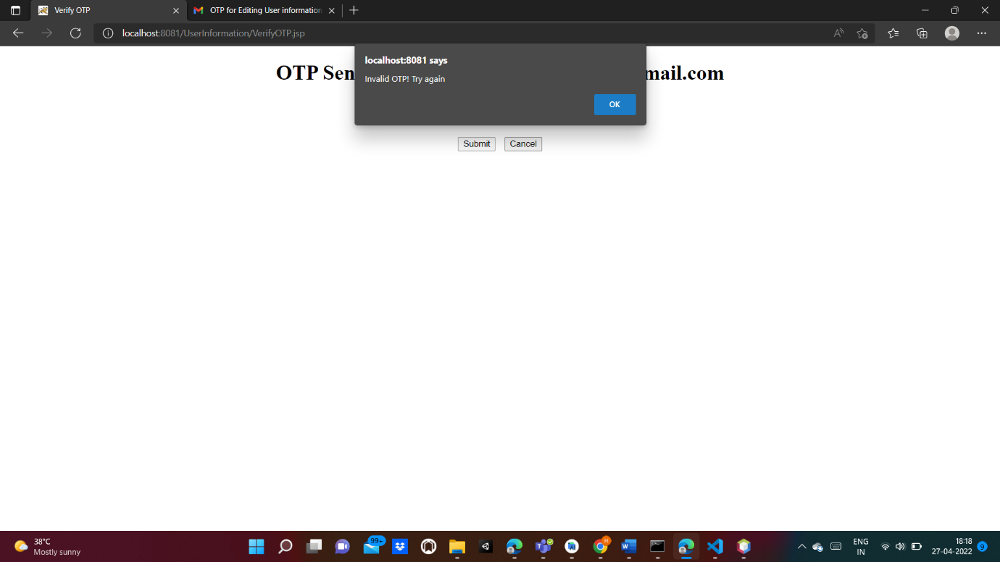 Verify OTP
OTP for Editing User information
localhost:8081/UserInformation/VerifyOTP.jsp
localhost:8081 says
Invalid OTP! Try again
OK
OTP Sen
mail.com
Submit
Cancel
38°C
Mostly sunny
99+
H
ENG
IN
18:18
27-04-2022
9